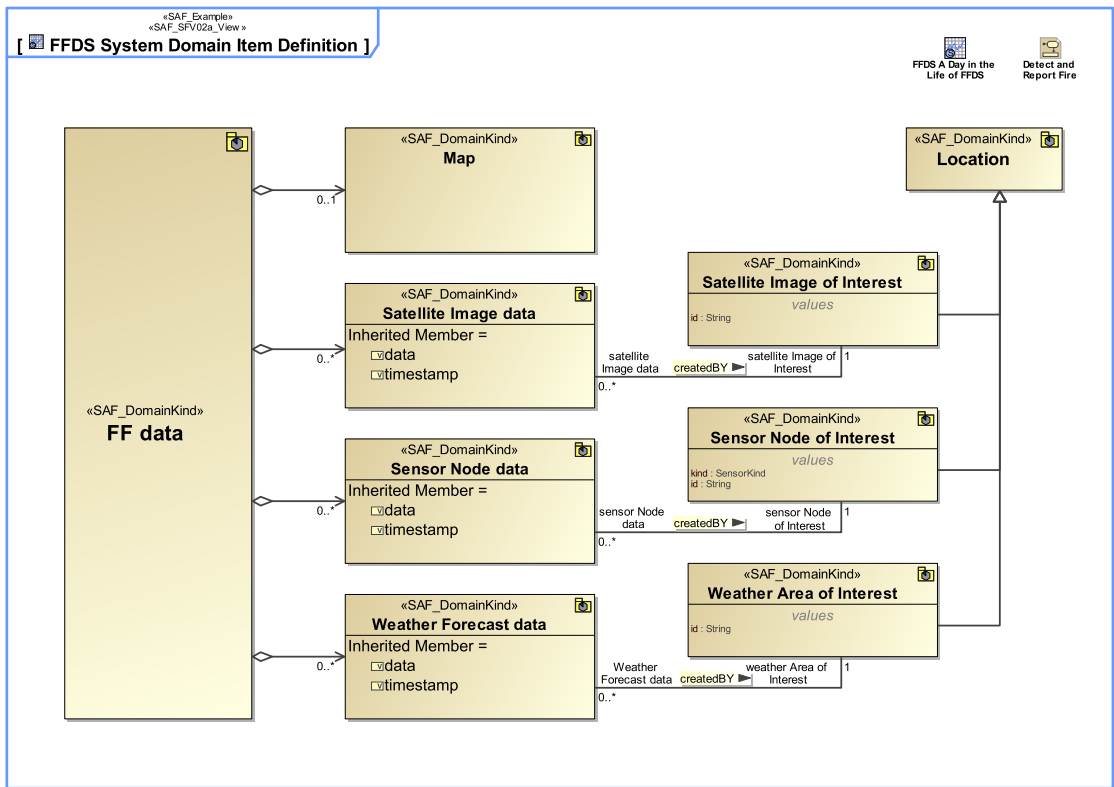 «SAF_Example»
«SAF_SFV02a_View »
[ FFDS System Domain Item Definition ]
FFDS A Day in the
Life of FFDS
Detect and
Report Fire
«SAF_DomainKind»
FF data
0..1
0..*
0..*
0..*
«SAF_DomainKind»
Map
«SAF_DomainKind»
Satellite Image data
Inherited Member =
data
timestamp
«SAF_DomainKind»
Sensor Node data
Inherited Member =
data
timestamp
«SAF_DomainKind»
Weather Forecast data
Inherited Member =
data
timestamp
«SAF_DomainKind»
Location
«SAF_DomainKind»
Satellite Image of Interest
values
id : String
satellite
Image data
0..*
createdBY
satellite Image of
Interest
1
«SAF_DomainKind»
Sensor Node of Interest
values
kind : SensorKind
id : String
sensor Node
data
0..*
createdBY
sensor Node
of Interest
1
«SAF_DomainKind»
Weather Area of Interest
values
id : String
Weather
Forecast data
0..*
createdBY
weather Area of
Interest
1